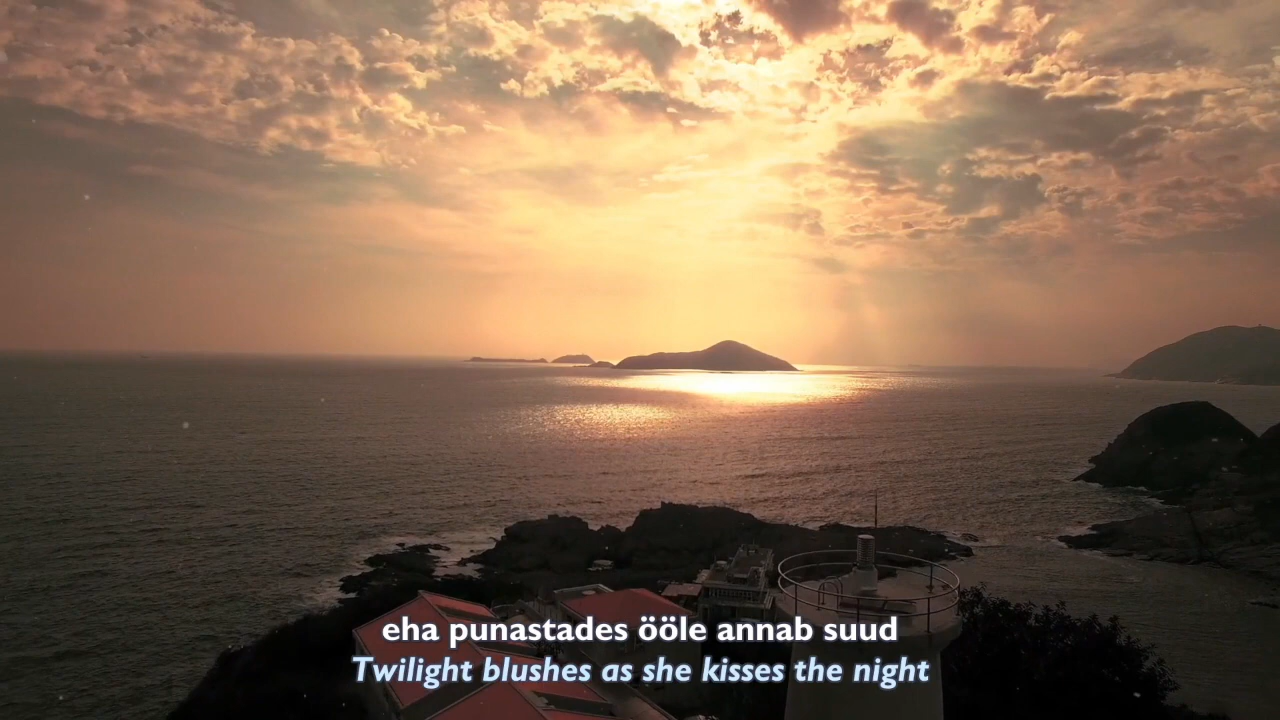 eha punastades ööle annab suud
Twilight blushes as she kisses the night